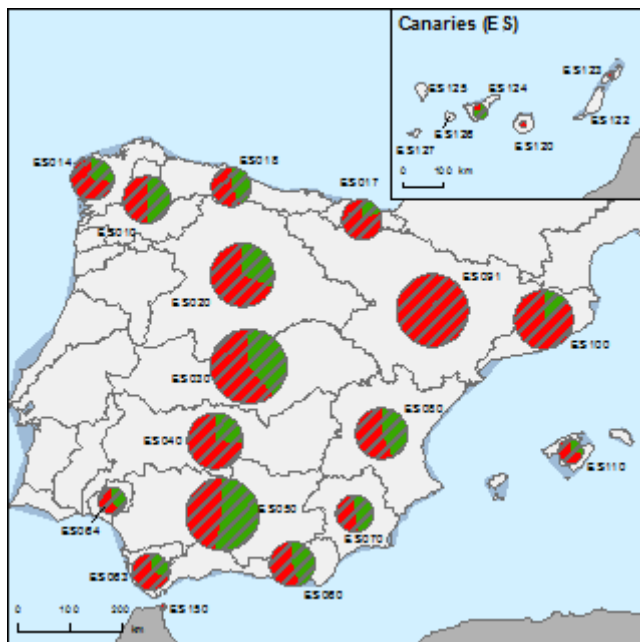 Canaries (ES)
ES123
ES125
ES124
ES126
ES122
ES127
ES120
0 100 km
ES014
ES018
ES017
ES010
ES091
ES020
ES100
ES030
ES080
ES040
ES110
ES050
ES064
ES070
ES063
ES060
ES150
0 100 200
km